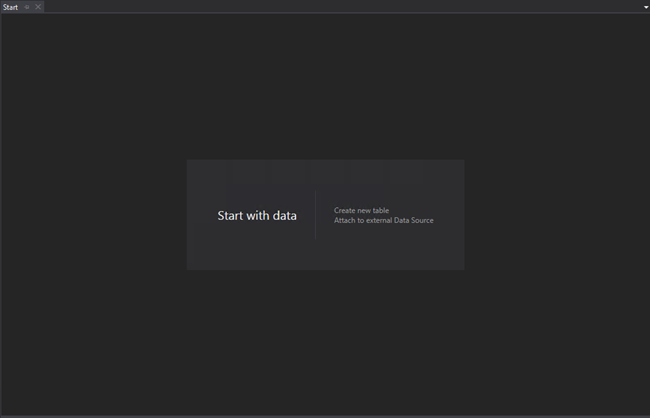 Start
Start with data
Create new table
Attach to external Data Source